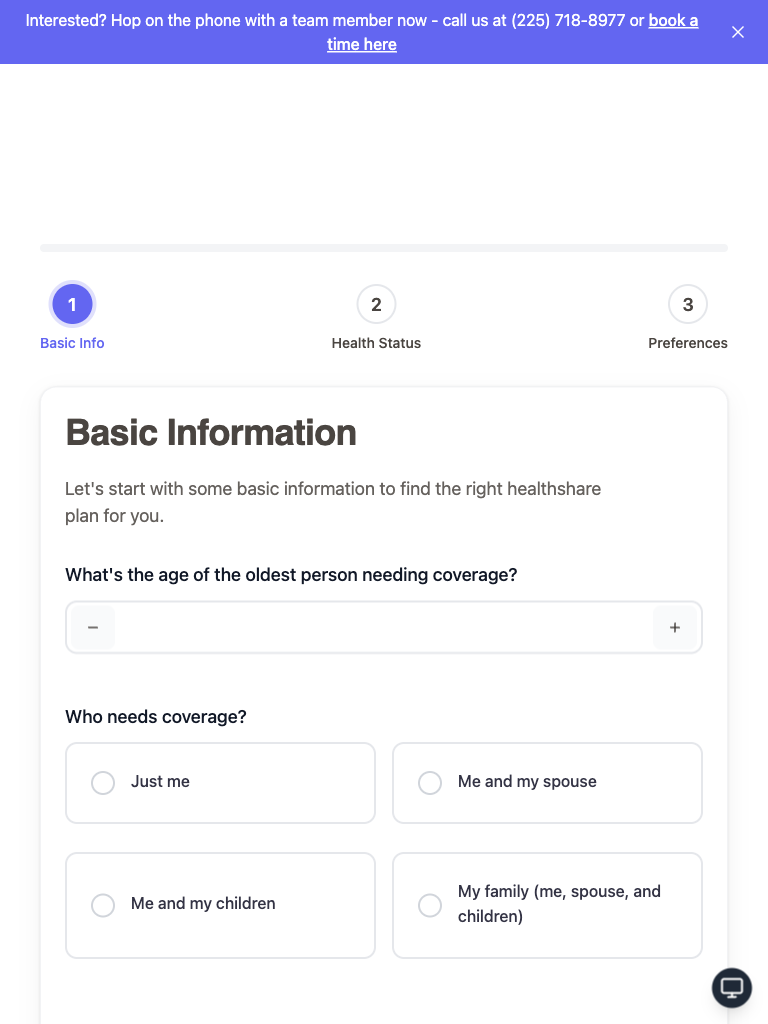 Interested? Hop on the phone with a team member now - call us at (225) 718-8977 or book a
time here
1
2
3
Basic Info
Health Status
Preferences
Basic Information
Let's start with some basic information to find the right healthshare
plan for you.
What's the age of the oldest person needing coverage?
−
+
Who needs coverage?
Just me
Me and my spouse
Me and my children
My family (me, spouse, and
children)